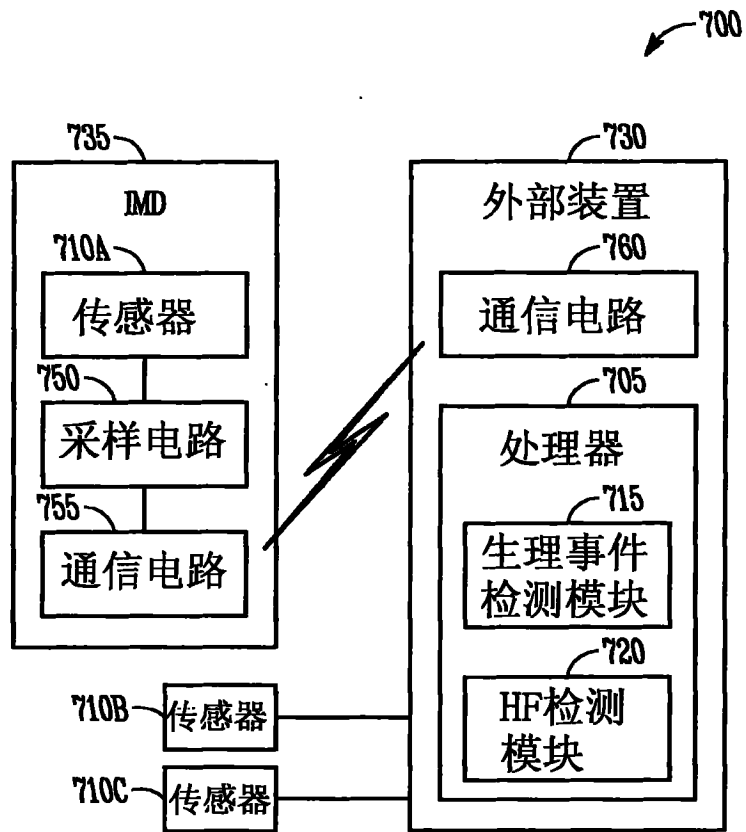 700
735
IMD
710A
传感器
750
采样电路
755
通信电路
730
外部装置
760
通信电路
705
处理器
715
生理事件
检测模块
720
HF检测
模块
710B
传感器
710C
传感器